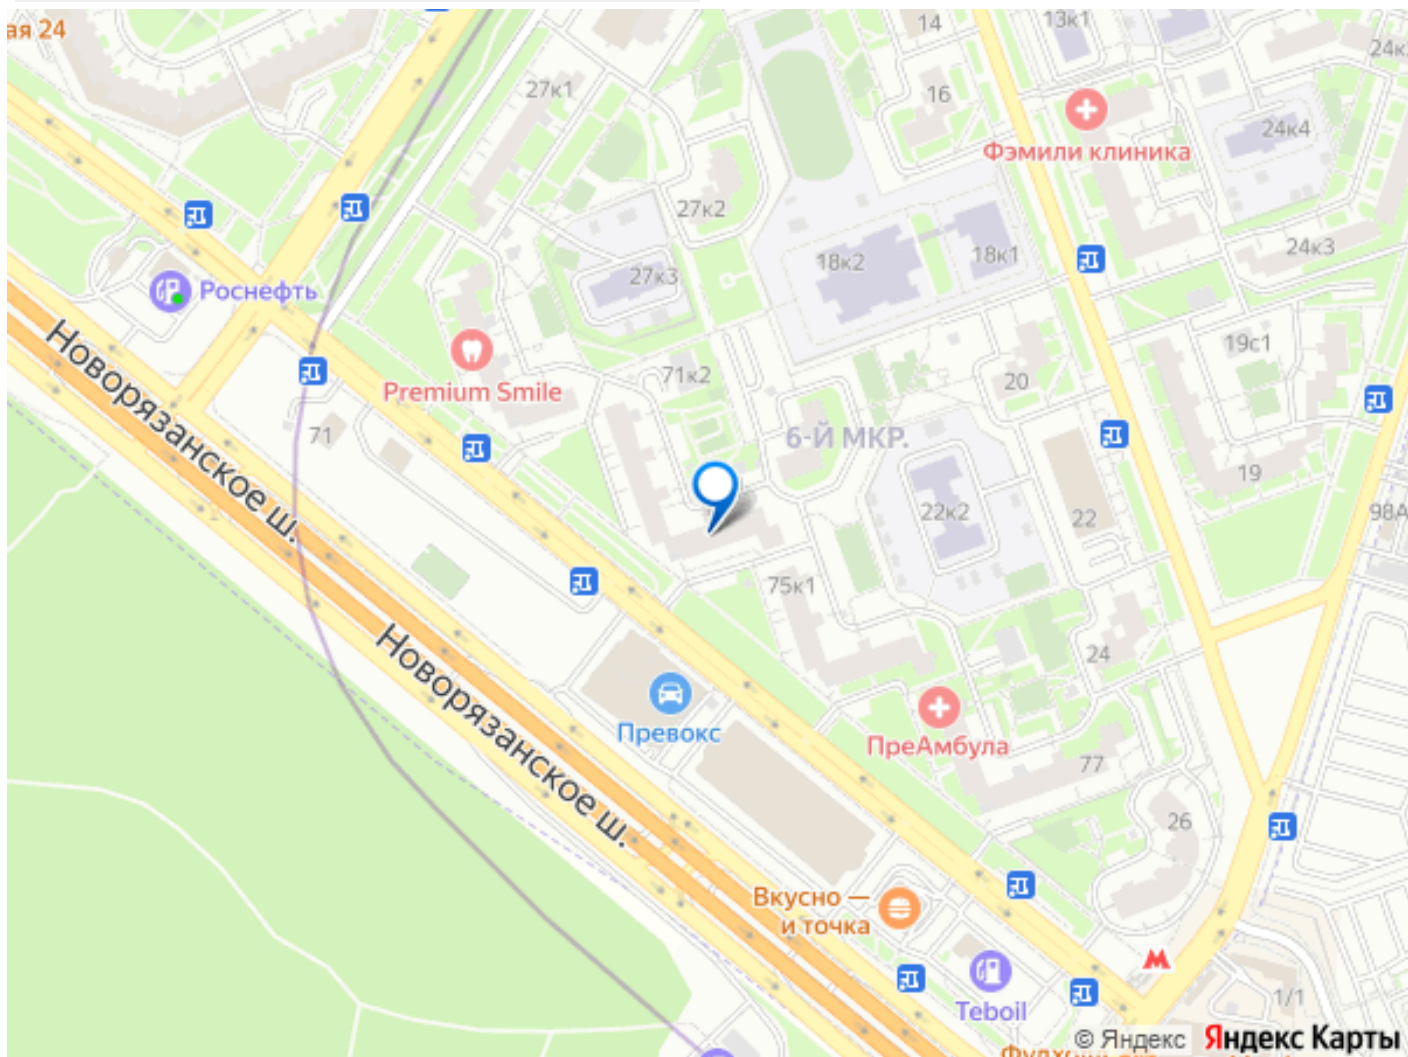 ая 24
14
13к1
24к
27к1
16
24к4
Фэмили клиника
27к2
18к2
18к1
24к3
27к3
Роснефть
19с1
Новорязанское ш.
Premium Smile
71к2
20
71
6-Й МКР.
19
22к2
22
98А
75к1
Новорязанское ш.
24
Превокс
ПреАмбула
77
26
Вкусно —
и точка
Teboil
1/1
© Яндекс
Яндекс Карты